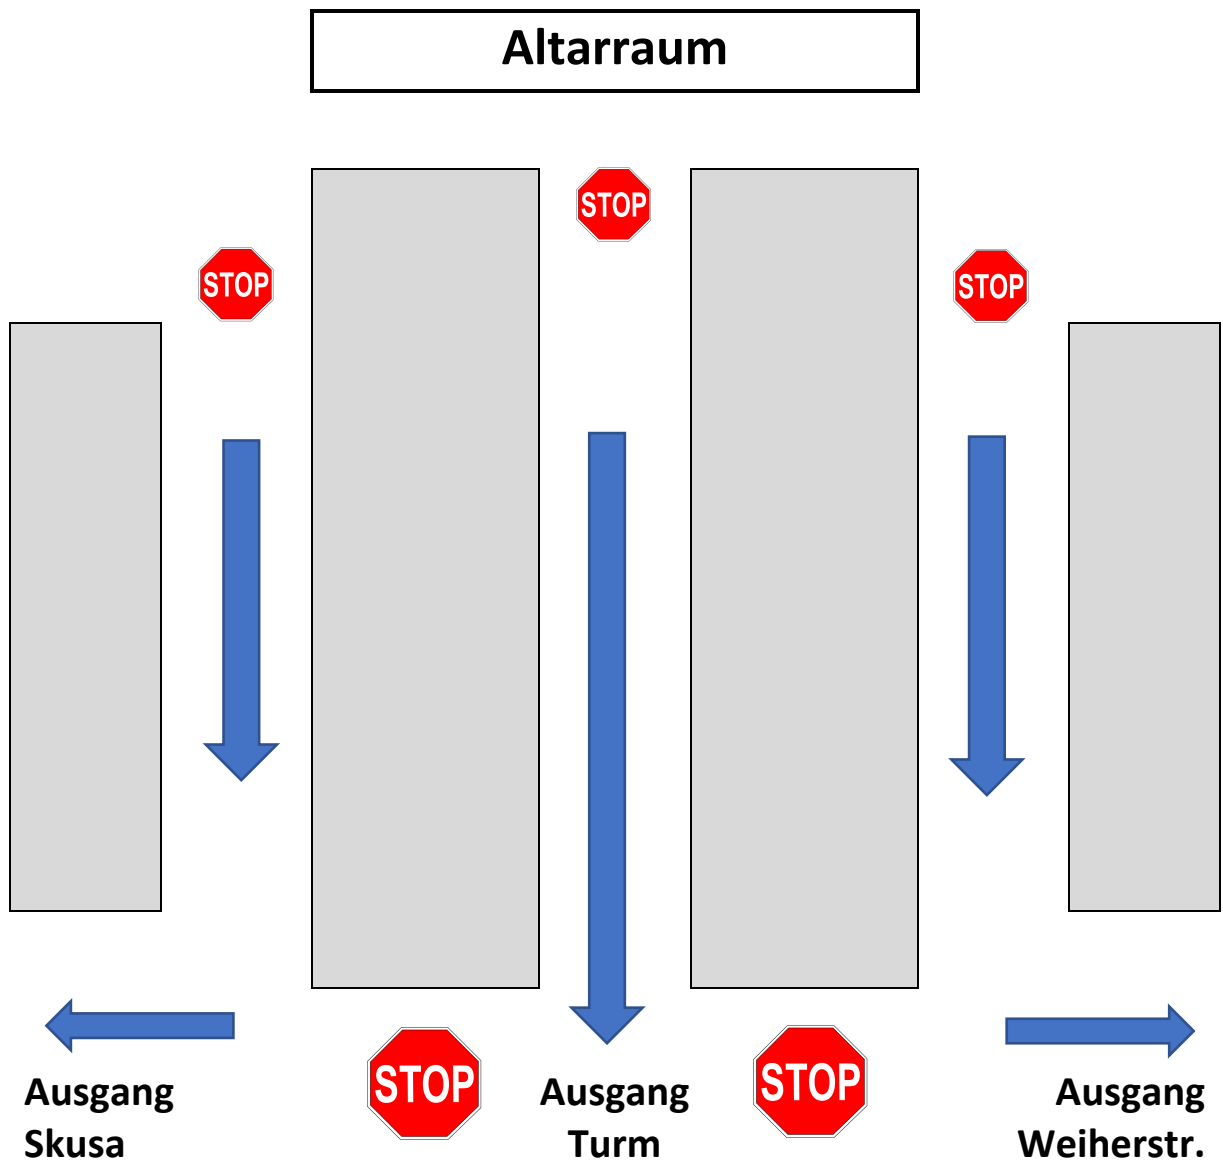 Altarraum
STOP
STOP
STOP
STOP
STOP
Ausgang
Skusa
Ausgang
Turm
Ausgang
Weiherstr.